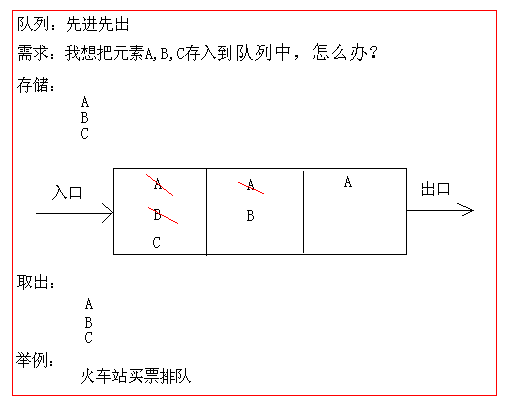 队列：先进先出
需求：我想把元素A,B,C存入到队列中，怎么办？
存储：
A
B
C
入口
A A A
B B
C
出口
取出：
A
B
C
举例：
火车站买票排队